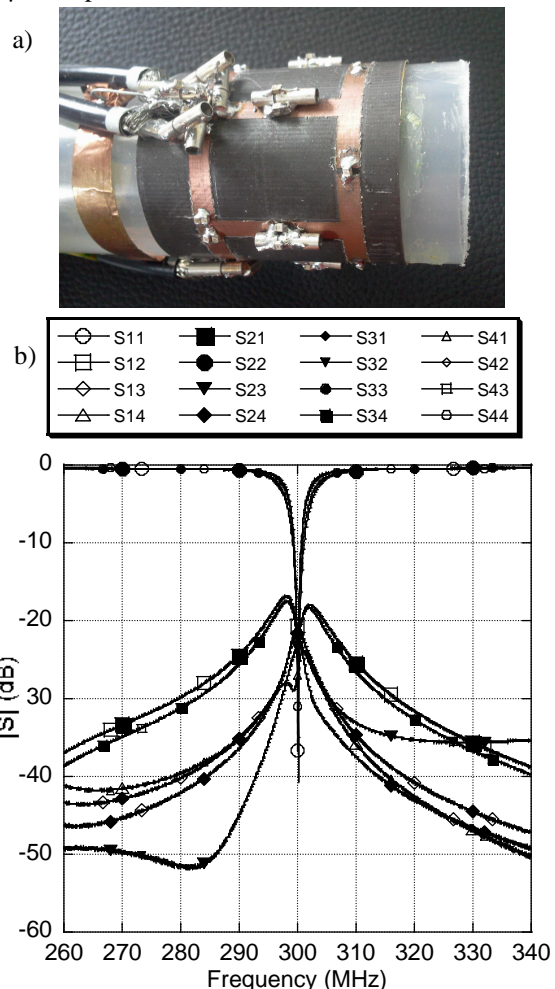 a)
S11 S21 S31 S41
b) S12 S22 S32 S42
S13 S23 S33 S43
S14 S24 S34 S44
0
-10
-20
-30
-40
-50
-60
|S| (dB)
260 270 280 290 300 310 320 330 340
Frequency (MHz)